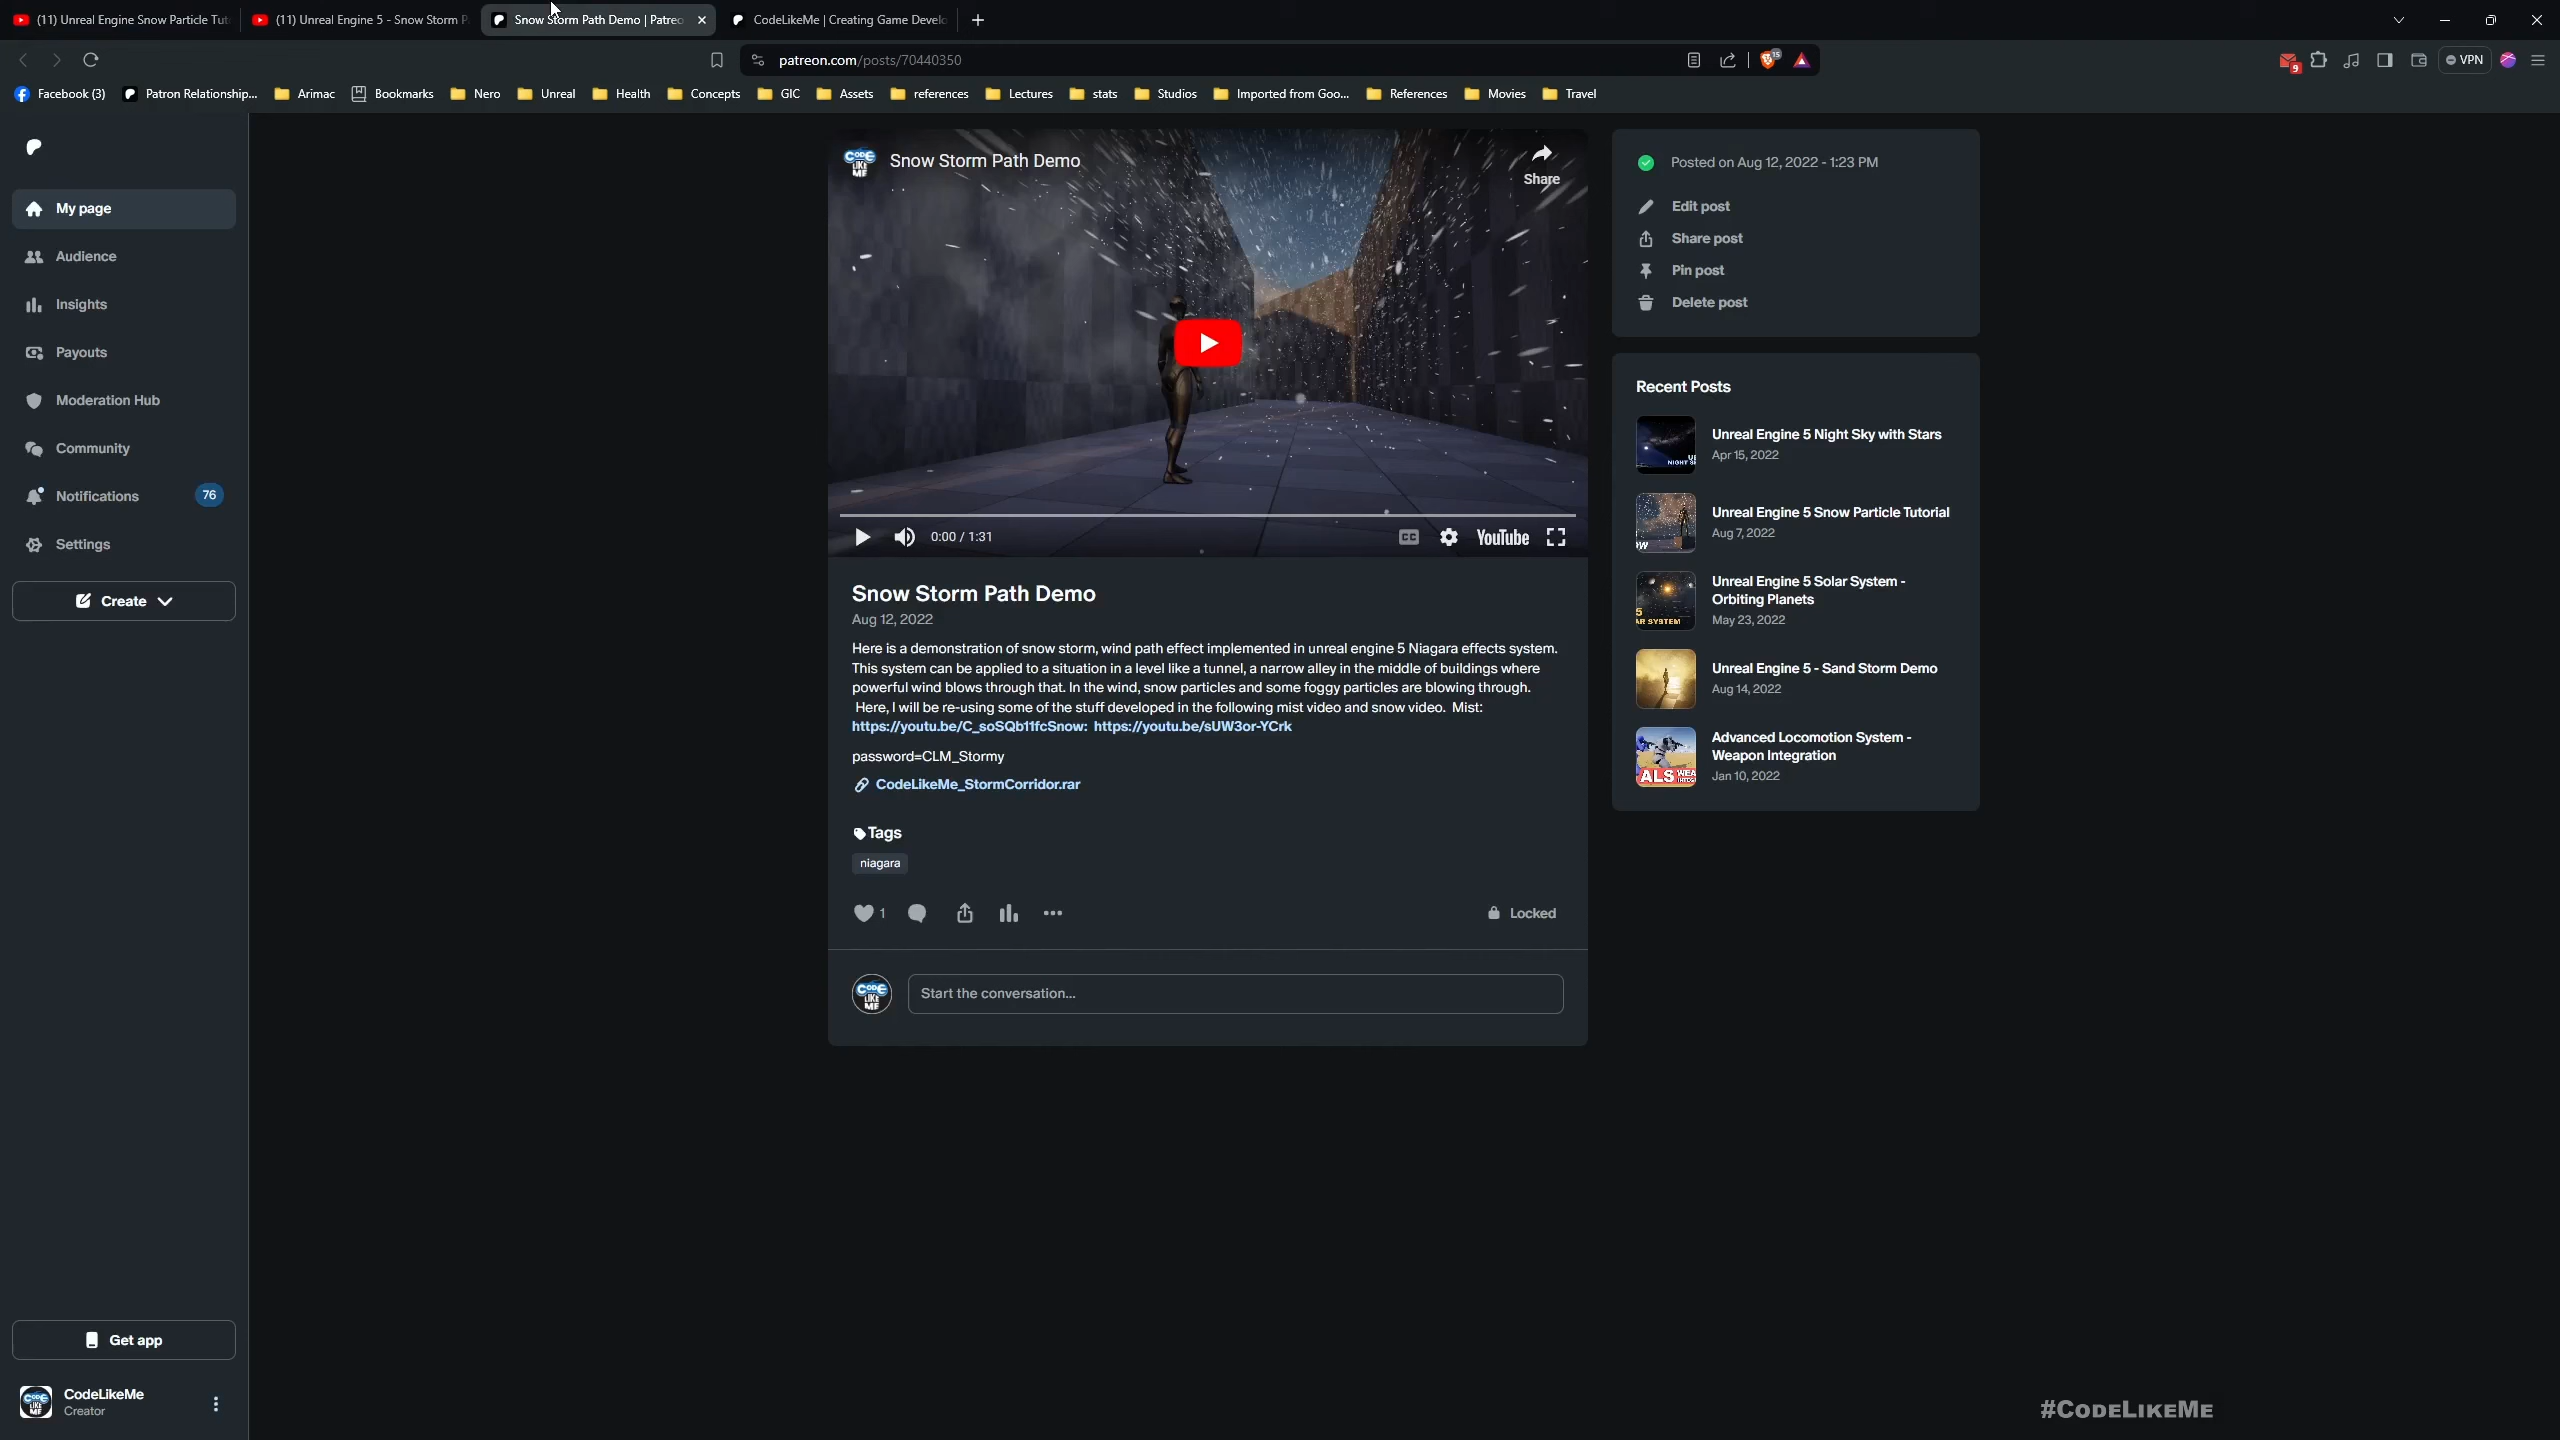 (11) Unreal Engine Snow Particle Tut
(11) Unreal Engine 5 - Snow Storm P
Snow Storm Path Demo | Patreo
CodeLikeMe | Creating Game Develo
patreon.com/posts/70440350
15
9
VPN
Facebook (3)
Patron Relationship...
Arimac
Bookmarks
Nero
Unreal
Health
Concepts
GIC
Assets
references
Lectures
stats
Studios
Imported from Goo...
References
Movies
Travel
My page
Audience
Insights
Payouts
Moderation Hub
Community
Notifications
76
Settings
Create
Get app
CodeLikeMe
Creator
CODE
LIKE
ME
Snow Storm Path Demo
Share
0:00 / 1:31
CC
YouTube
Snow Storm Path Demo
Aug 12, 2022
Here is a demonstration of snow storm, wind path effect implemented in unreal engine 5 Niagara effects system.
This system can be applied to a situation in a level like a tunnel, a narrow alley in the middle of buildings where
powerful wind blows through that. In the wind, snow particles and some foggy particles are blowing through.
Here, I will be re-using some of the stuff developed in the following mist video and snow video. Mist:
https://youtu.be/C_soSQb11fcSnow: https://youtu.be/sUW3or-YCrk
password=CLM_Stormy
CodeLikeMe_StormCorridor.rar
Tags
niagara
1
Locked
CODE
LIKE
ME
Start the conversation...
Posted on Aug 12, 2022 - 1:23 PM
Edit post
Share post
Pin post
Delete post
Recent Posts
Unreal Engine 5 Night Sky with Stars
Apr 15, 2022
Unreal Engine 5 Snow Particle Tutorial
Aug 7, 2022
Unreal Engine 5 Solar System -
Orbiting Planets
May 23, 2022
Unreal Engine 5 - Sand Storm Demo
Aug 14, 2022
Advanced Locomotion System -
Weapon Integration
Jan 10, 2022
#CODELIKEME